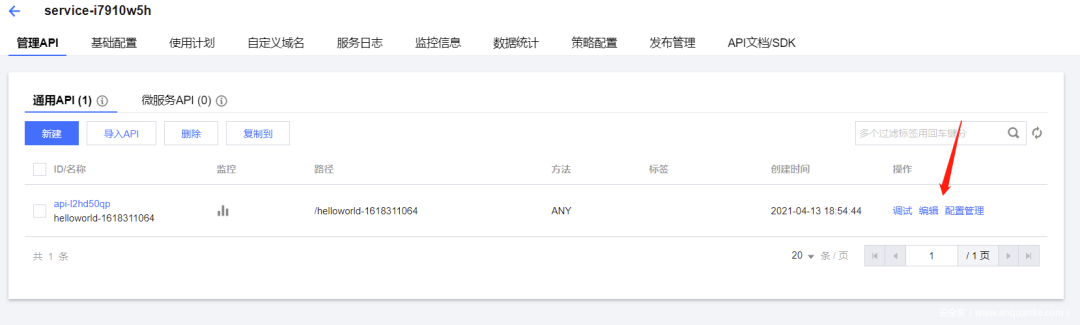 service-i7910w5h
管理API 基础配置 使用计划 自定义域名 服务日志 监控信息 数据统计 策略配置 发布管理 API文档/SDK
通用API (1) 微服务API (0)
新建 导入API 删除 复制到 多个过滤标签用回车键分
ID/名称 监控 路径 方法 标签 创建时间 操作
api-l2hd50qp
helloworld-1618311064 /helloworld-1618311064 ANY 2021-04-13 18:54:44 调试 编辑 配置管理
共 1 条 20 条 / 页 1 / 1 页